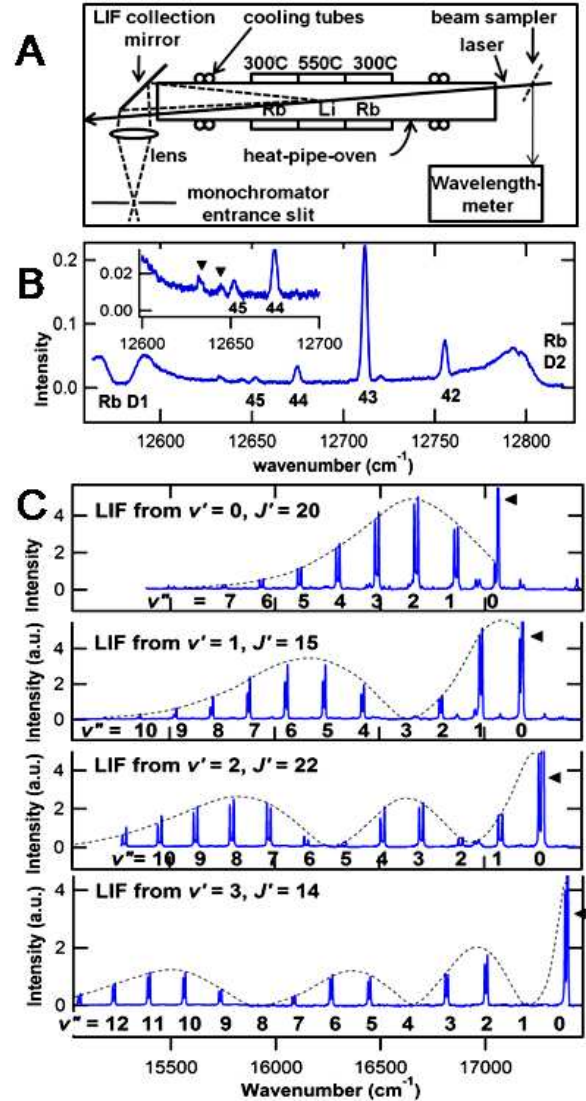 A
LIF collection mirror
cooling tubes
beam sampler
laser
300C 550C 300C
Rb Li Rb
lens
heat-pipe-oven
monochromator entrance slit
Wavelength-meter
B
0.2
0.1
0.0
Intensity
0.02
0.00
45 44
12600 12650 12700
Rb D1
45 44 43 42
Rb D2
12600 12650 12700 12750 12800
wavenumber (cm⁻¹)
C
LIF from v' = 0, J' = 20
Intensity
4
2
0
v" = 7 6 5 4 3 2 1 0
LIF from v' = 1, J' = 15
Intensity (a.u.)
4
2
0
v" = 10 9 8 7 6 5 4 3 2 1 0
LIF from v' = 2, J' = 22
Intensity (a.u.)
4
2
0
v" = 10 9 8 7 6 5 4 3 2 1 0
LIF from v' = 3, J' = 14
Intensity (a.u.)
4
2
0
v" = 12 11 10 9 8 7 6 5 4 3 2 1 0
15500 16000 16500 17000
Wavenumber (cm⁻¹)